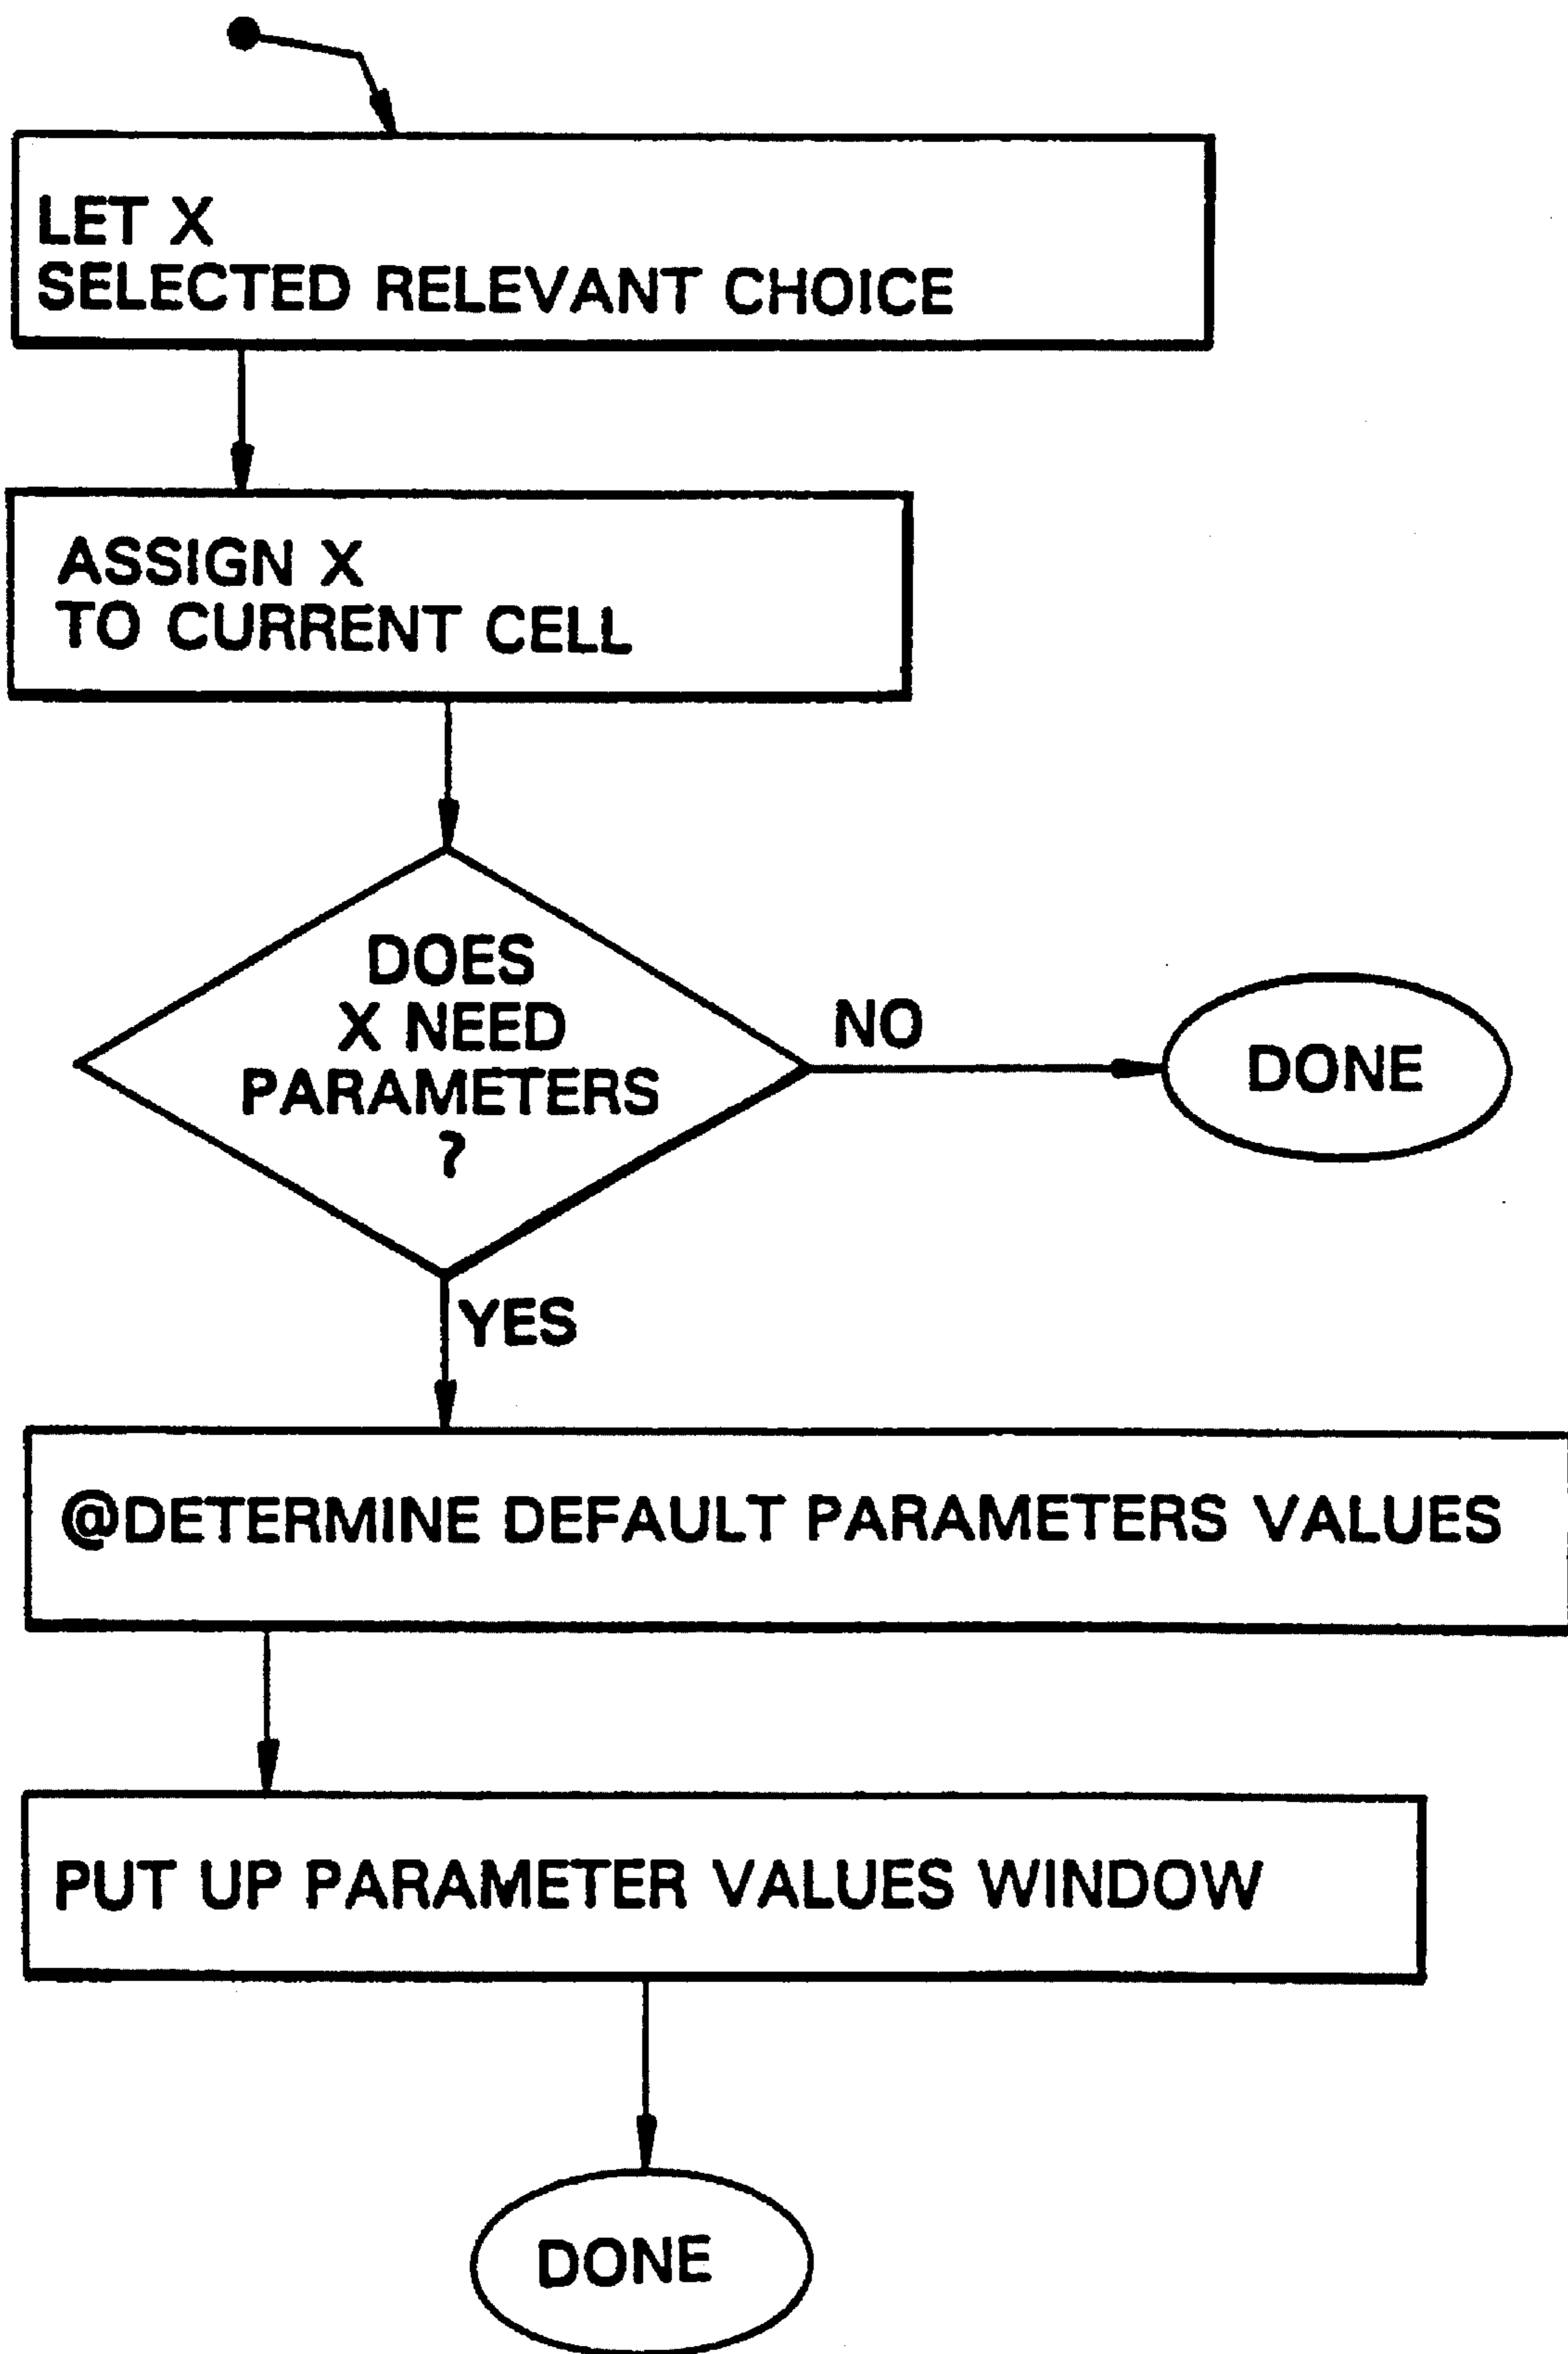 LET X
SELECTED RELEVANT CHOICE
ASSIGN X
TO CURRENT CELL
DOES
X NEED
PARAMETERS
?
NO
DONE
YES
@DETERMINE DEFAULT PARAMETERS VALUES
PUT UP PARAMETER VALUES WINDOW
DONE